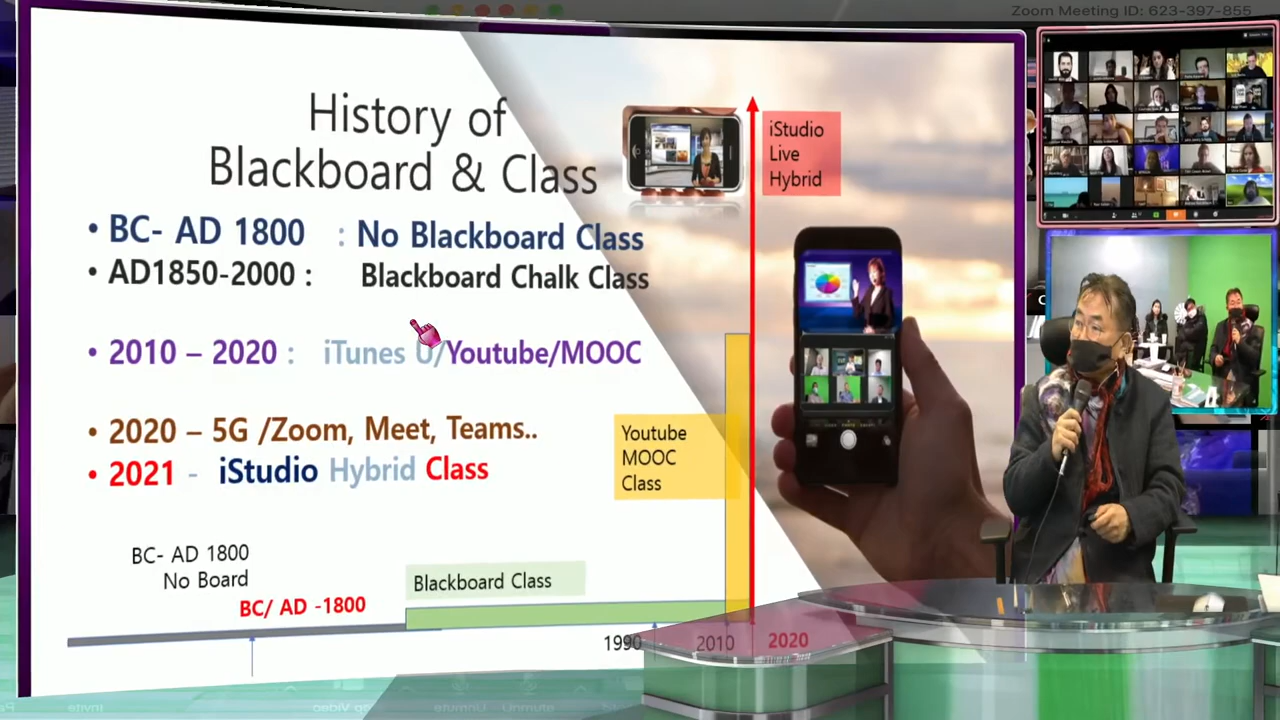 Zoom Meeting ID: 623-397-855
History of
Blackboard & Class
• BC- AD 1800 : No Blackboard Class
• AD1850-2000 : Blackboard Chalk Class
• 2010 – 2020 : iTunes U/Youtube/MOOC
• 2020 – 5G /Zoom, Meet, Teams..
• 2021 - iStudio Hybrid Class
iStudio
Live
Hybrid
Youtube
MOOC
Class
BC- AD 1800
No Board
BC/ AD -1800
Blackboard Class
1990
2010
2020